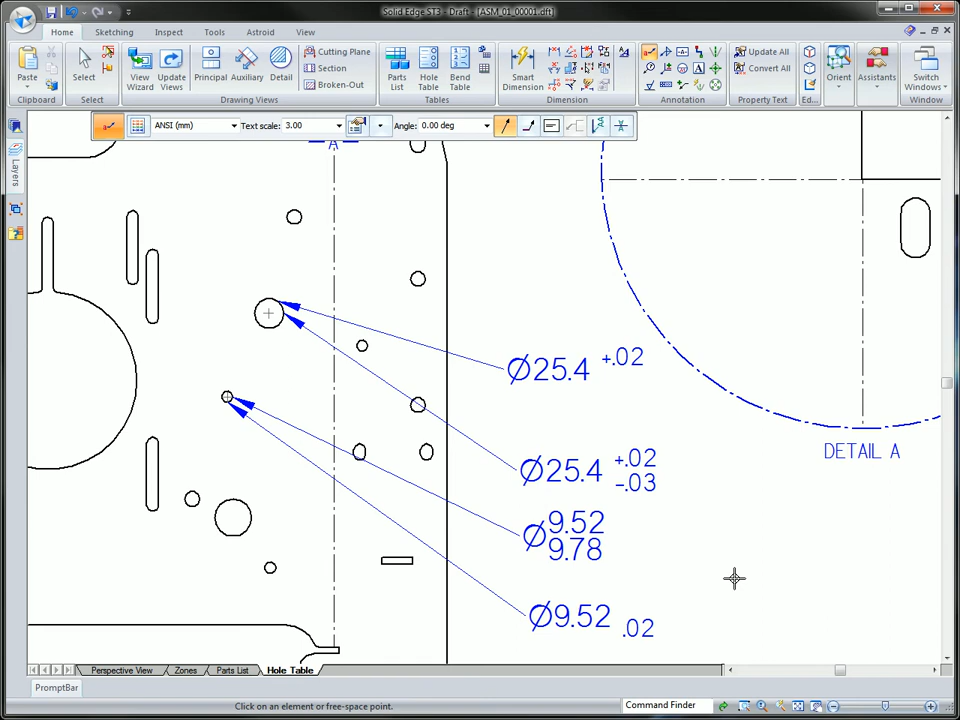 Solid Edge ST3 - Draft - [ASM_01_00001.dft]
Home
Sketching
Inspect
Tools
Astroid
View
Cutting Plane
Section
Broken-Out
Update All
Convert All
Paste
Select
View
Wizard
Update
Views
Principal
Auxiliary
Detail
Parts
List
Hole
Table
Bend
Table
Smart
Dimension
Orient
Assistants
Switch
Windows
Clipboard
Select
Drawing Views
Tables
Dimension
Annotation
Property Text
Ed...
Window
ANSI (mm)
Text scale:
3.00
Angle:
0.00 deg
Layers
A
Ø25.4 +.02
Ø25.4 +.02
-.03
Ø9.52
9.78
Ø9.52 .02
DETAIL A
Perspective View
Zones
Parts List
Hole Table
PromptBar
Click on an element or free-space point.
Command Finder